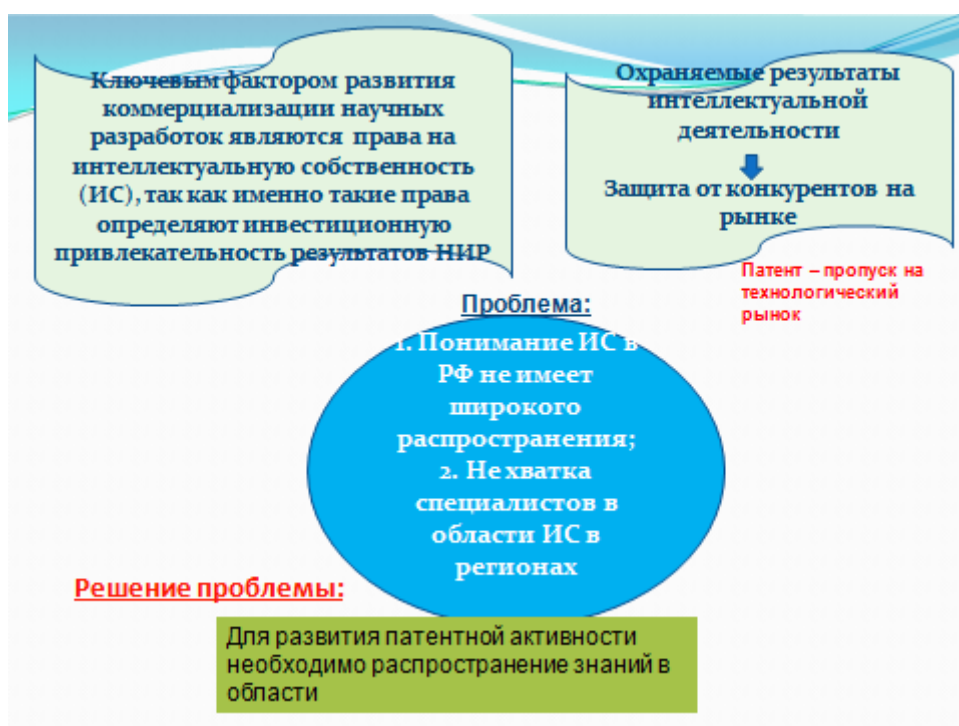 Ключевым фактором развития
коммерциализации научных
разработок являются права на
интеллектуальную собственность
(ИС), так как именно такие права
определяют инвестиционную
привлекательность результатов НИР
Охраняемые результаты
интеллектуальной
деятельности
Защита от конкурентов на
рынке
Патент – пропуск на
технологический
рынок
Проблема:
1. Понимание ИС в
РФ не имеет
широкого
распространения;
2. Не хватка
специалистов в
области ИС в
регионах
Решение проблемы:
Для развития патентной активности
необходимо распространение знаний в
области